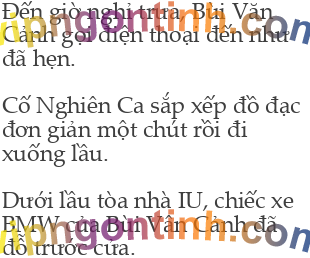 Đến giờ nghỉ trưa, Bùi Văn
Cảnh gọi điện thoại đến như
đã hẹn.
Cố Nghiên Ca sắp xếp đồ đạc
đơn giản một chút rồi đi
xuống lầu.
Dưới lầu tòa nhà IU, chiếc xe
BMW của Bùi Vân Cảnh đã
đỗ trước cửa.